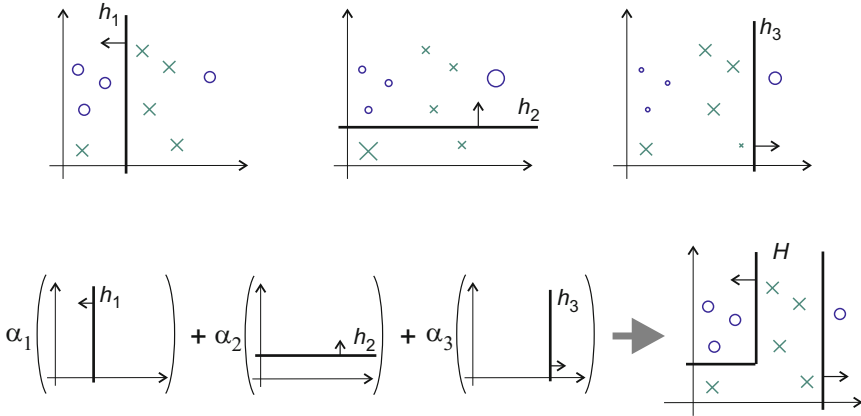 h₁
h₂
h₃
α₁ ( h₁ ) + α₂ ( h₂ ) + α₃ ( h₃ )
H